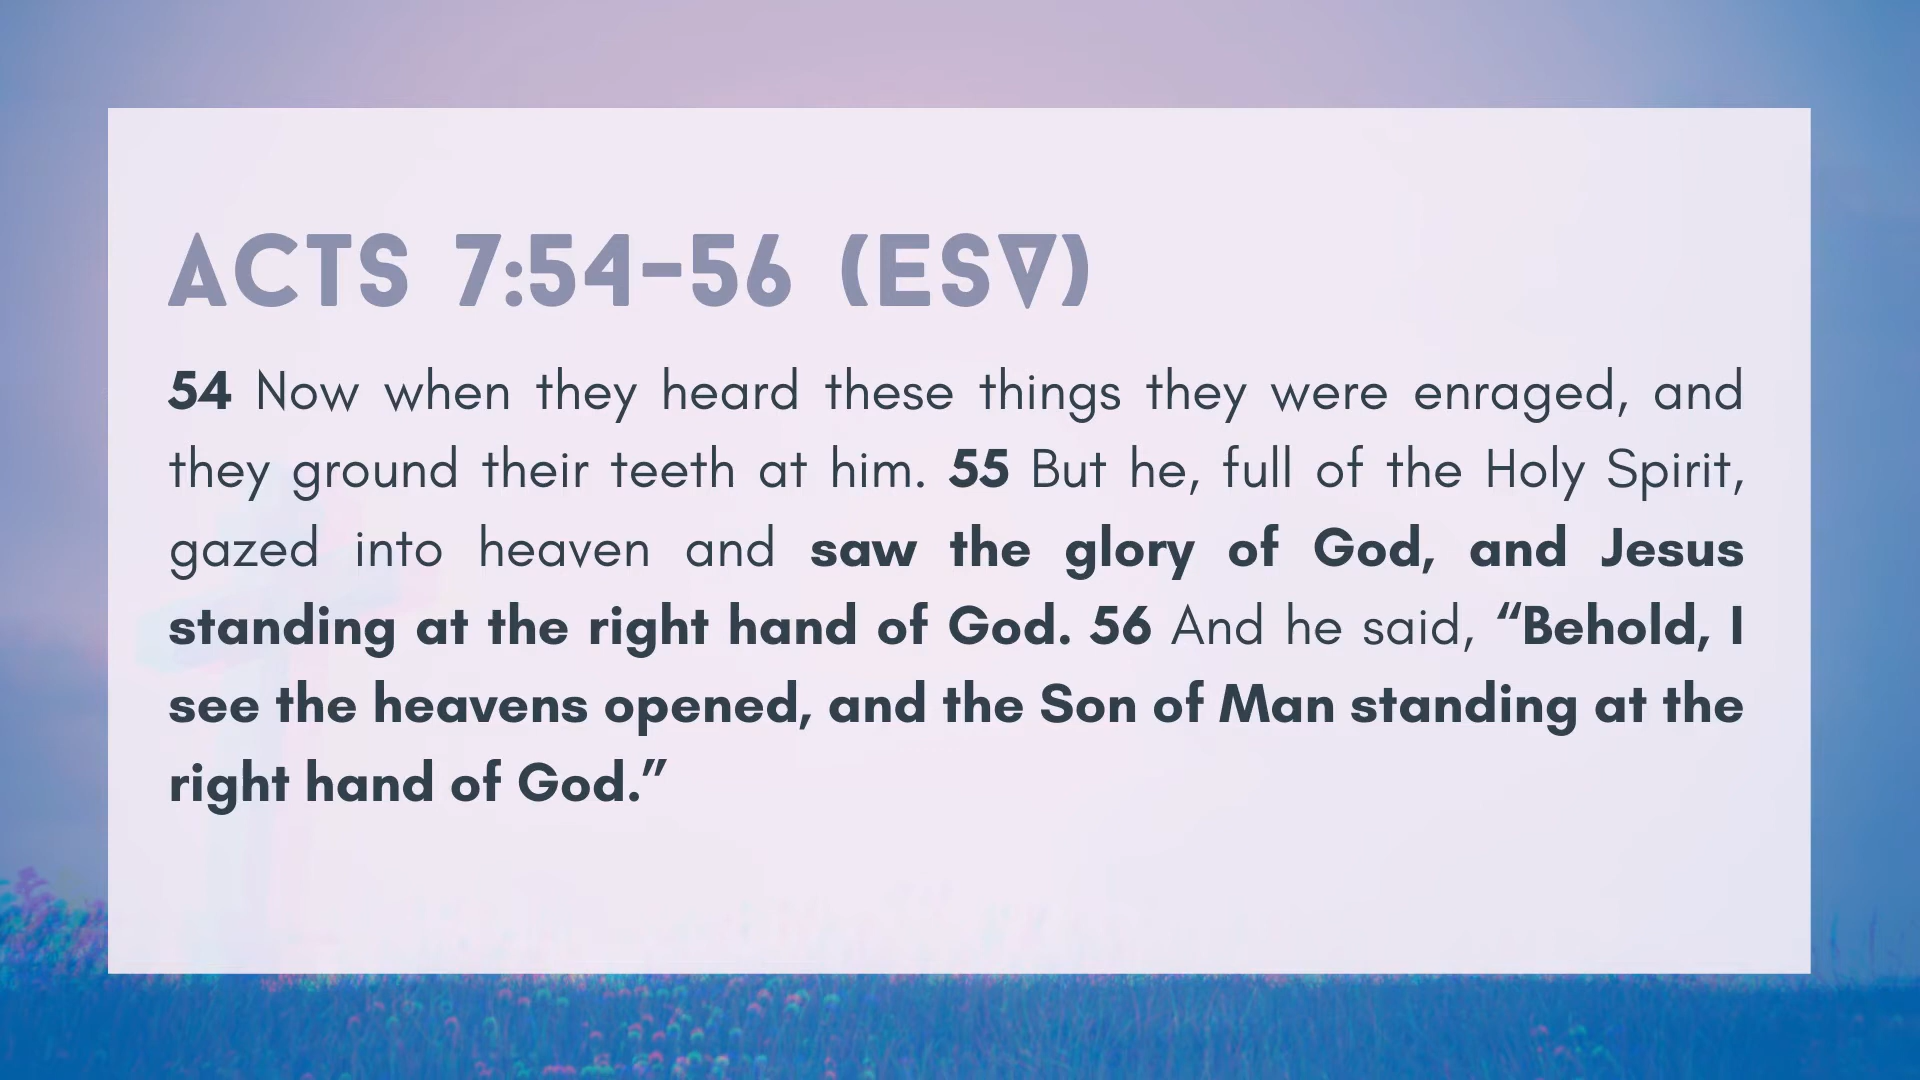 ACTS 7:54-56 (ESV)
54 Now when they heard these things they were enraged, and
they ground their teeth at him. 55 But he, full of the Holy Spirit,
gazed into heaven and saw the glory of God, and Jesus
standing at the right hand of God. 56 And he said, “Behold, I
see the heavens opened, and the Son of Man standing at the
right hand of God.”